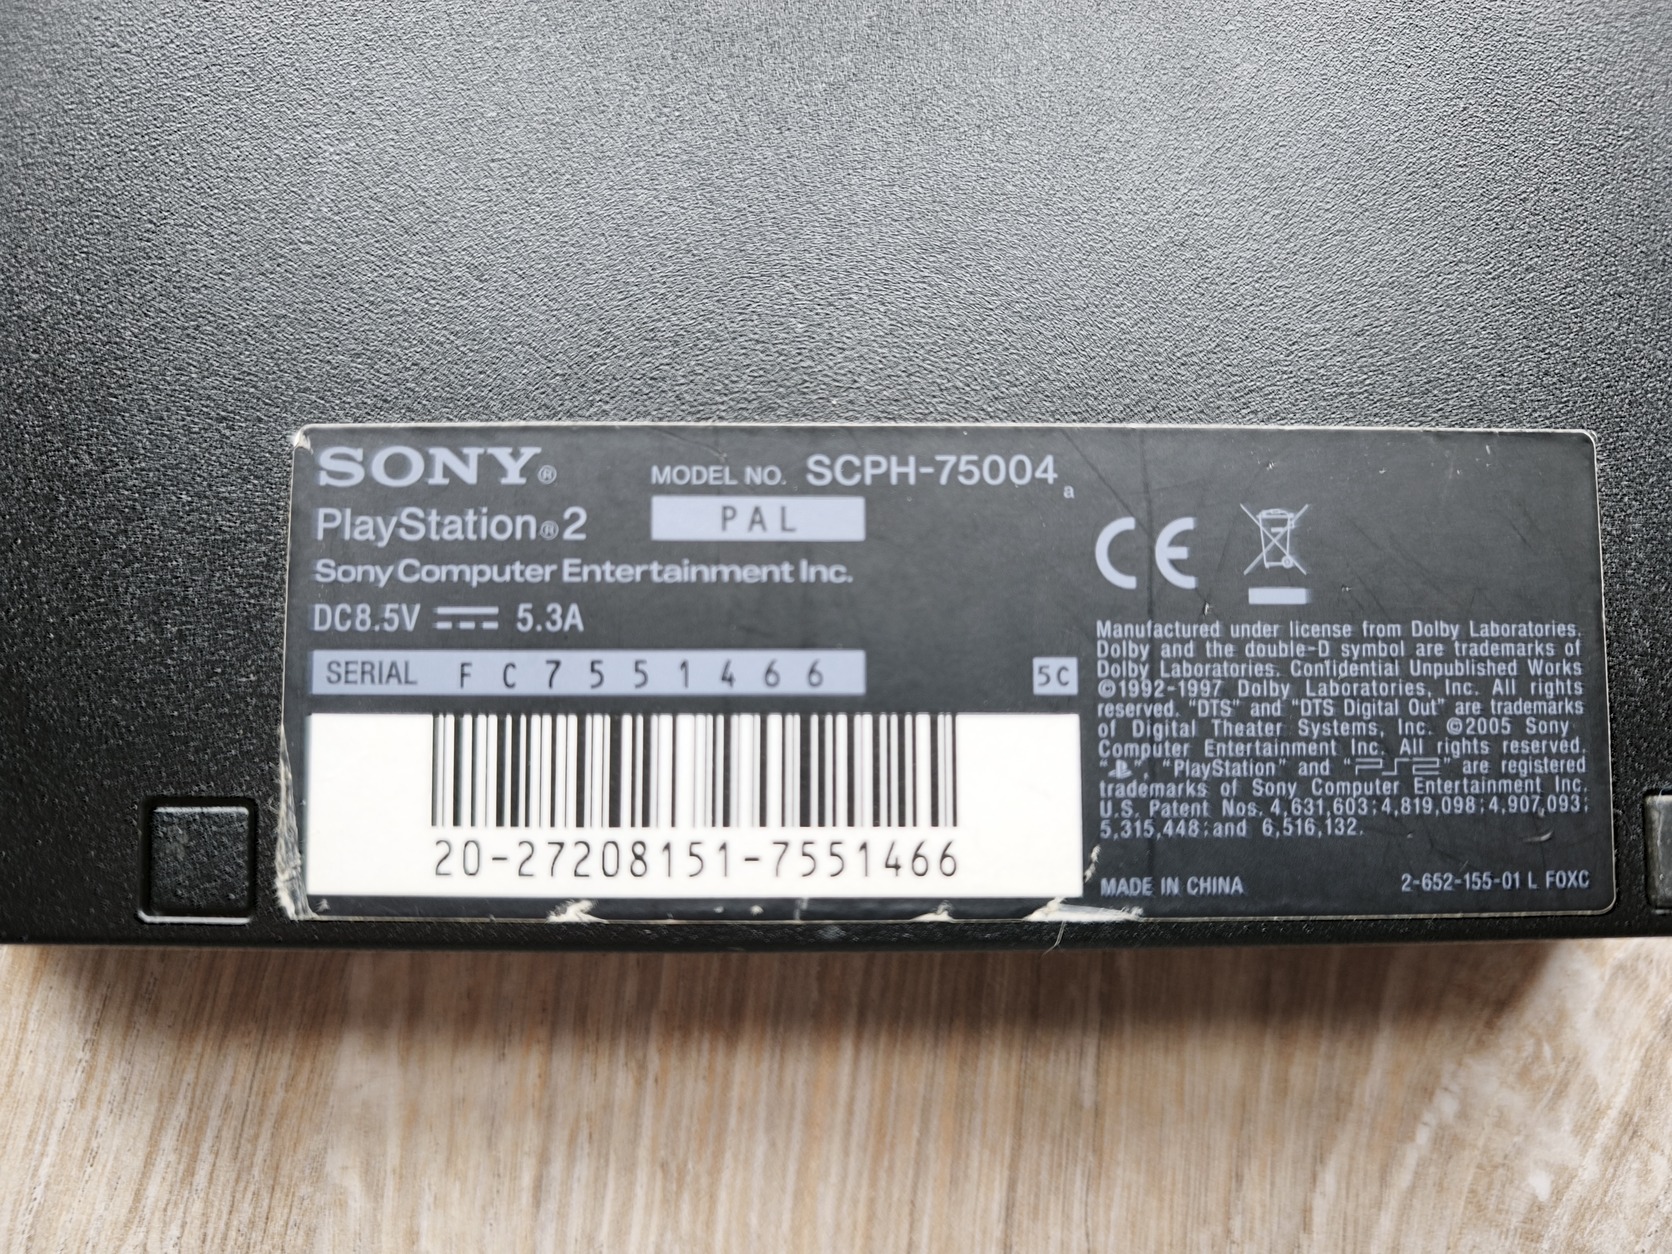 SONY®
MODEL NO. SCPH-75004 a
PlayStation®2
PAL
Sony Computer Entertainment Inc.
DC8.5V 5.3A
SERIAL FC7551466
5C
20-27208151-7551466
CE
Manufactured under license from Dolby Laboratories.
Dolby and the double-D symbol are trademarks of
Dolby Laboratories. Confidential Unpublished Works
©1992-1997 Dolby Laboratories, Inc. All rights
reserved. "DTS" and "DTS Digital Out" are trademarks
of Digital Theater Systems, Inc. ©2005 Sony
Computer Entertainment Inc. All rights reserved.
" ", "PlayStation" and "PS2" are registered
trademarks of Sony Computer Entertainment Inc.
U.S. Patent Nos. 4,631,603;4,819,098;4,907,093;
5,315,448;and 6,516,132.
MADE IN CHINA
2-652-155-01 L FOXC